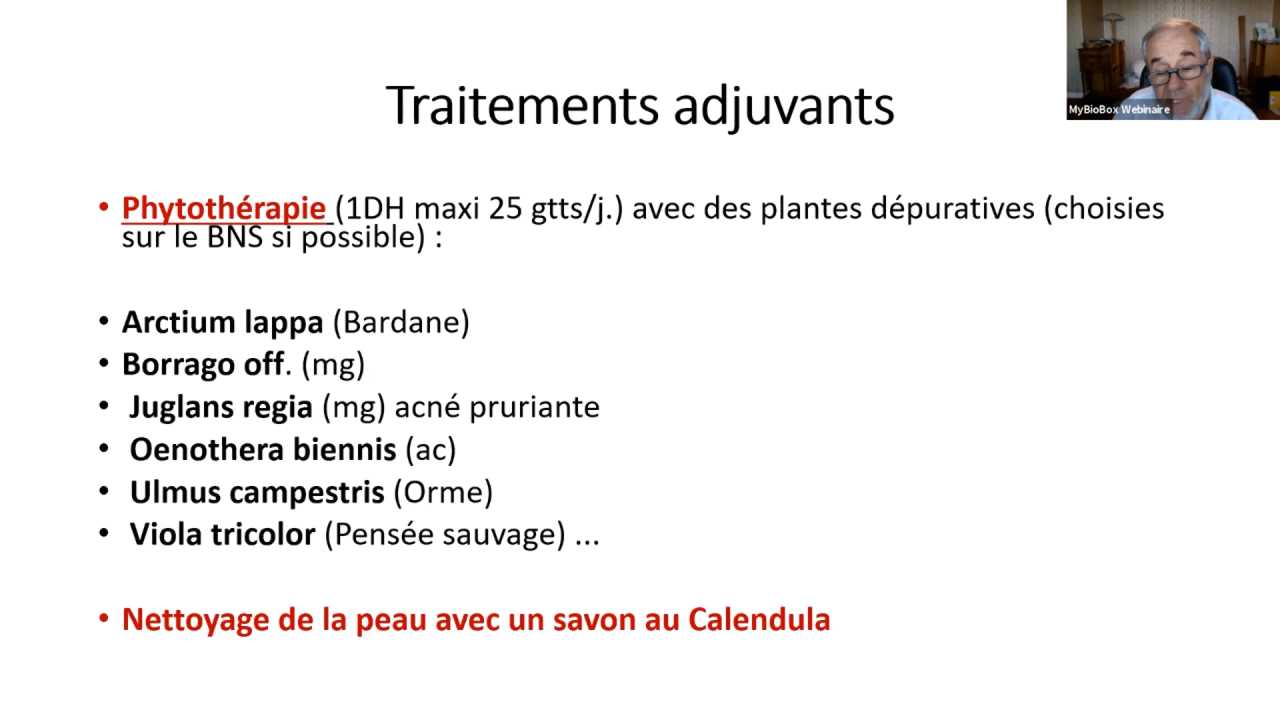 MyBioBox Webinaire
Traitements adjuvants
• Phytothérapie (1DH maxi 25 gtts/j.) avec des plantes dépuratives (choisies
sur le BNS si possible) :
• Arctium lappa (Bardane)
• Borrago off. (mg)
• Juglans regia (mg) acné pruriante
• Oenothera biennis (ac)
• Ulmus campestris (Orme)
• Viola tricolor (Pensée sauvage) ...
• Nettoyage de la peau avec un savon au Calendula